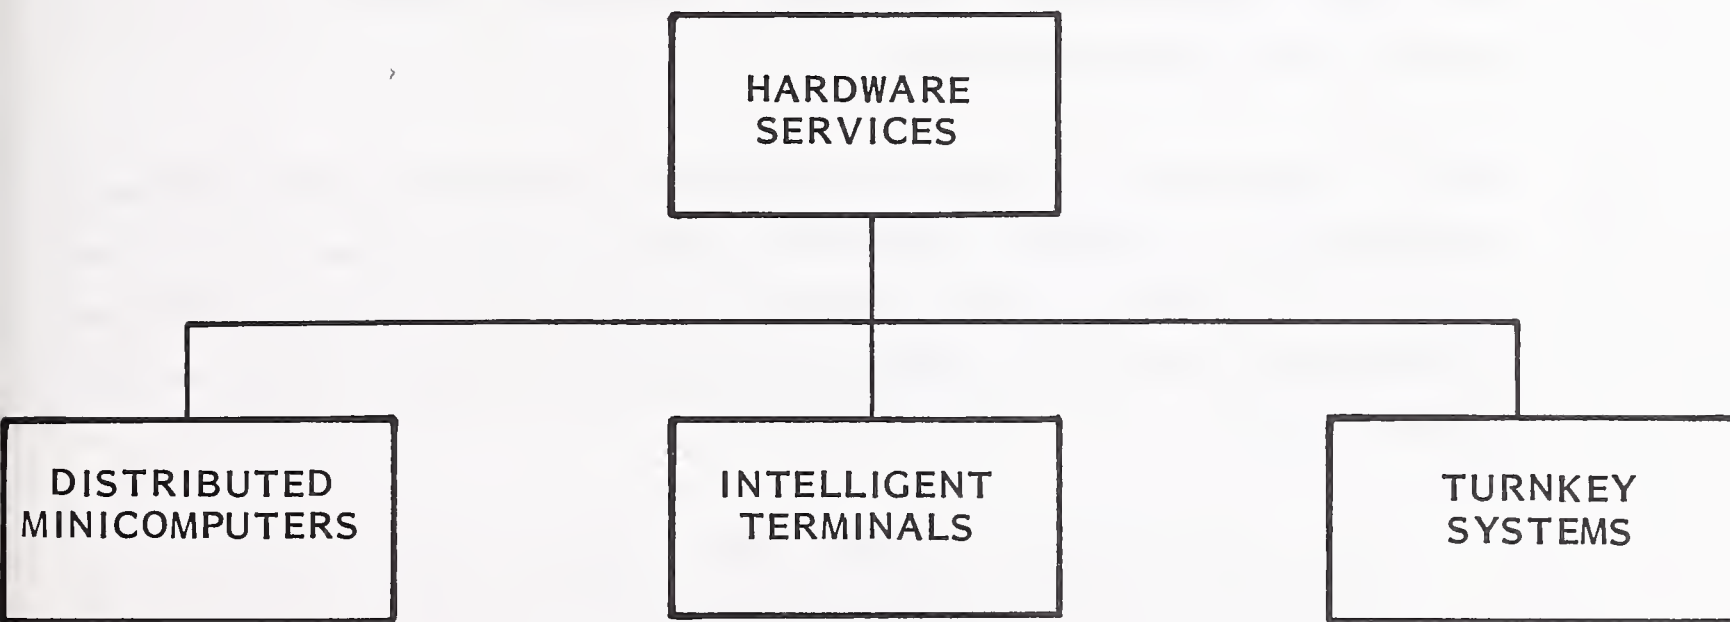 HARDWARE
SERVICES
DISTRIBUTED
MINICOMPUTERS
INTELLIGENT
TERMINALS
TURNKEY
SYSTEMS